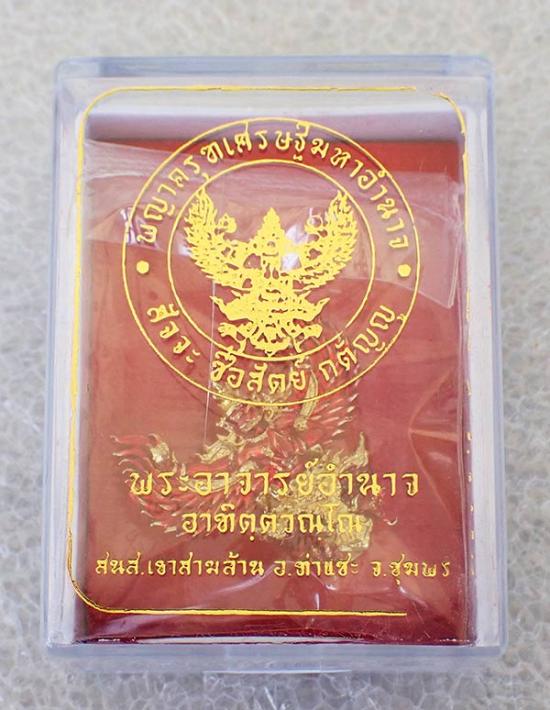 พญาครุฑเศรษฐีมหาอำนาจ
สัจจะ ซื่อสัตย์ กตัญญู
พระอาจารย์อำนาจ
อาทิตฺตวณฺโณ
สนส.เขาสามล้าน อ.ท่าแซะ จ.ชุมพร